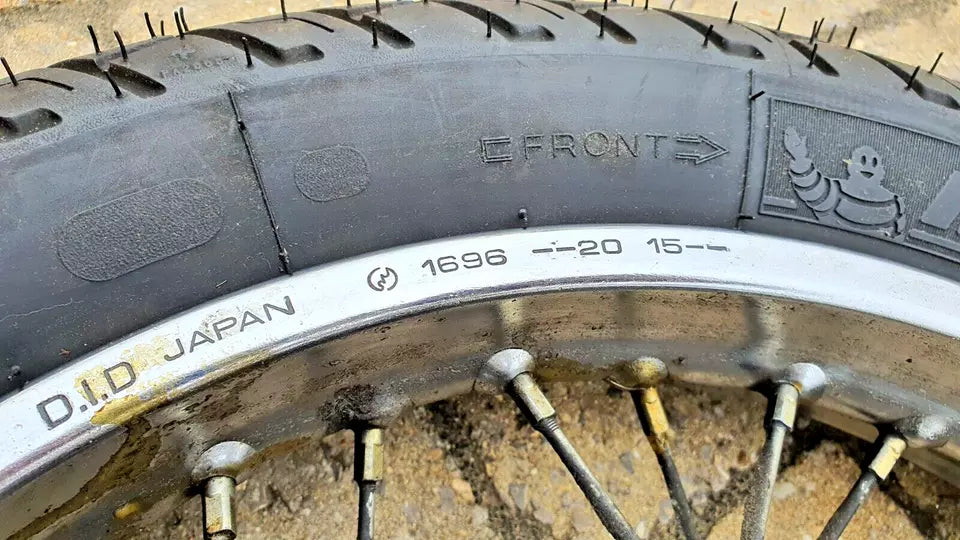 FRONT
D.I.D JAPAN 1696 --20 15--